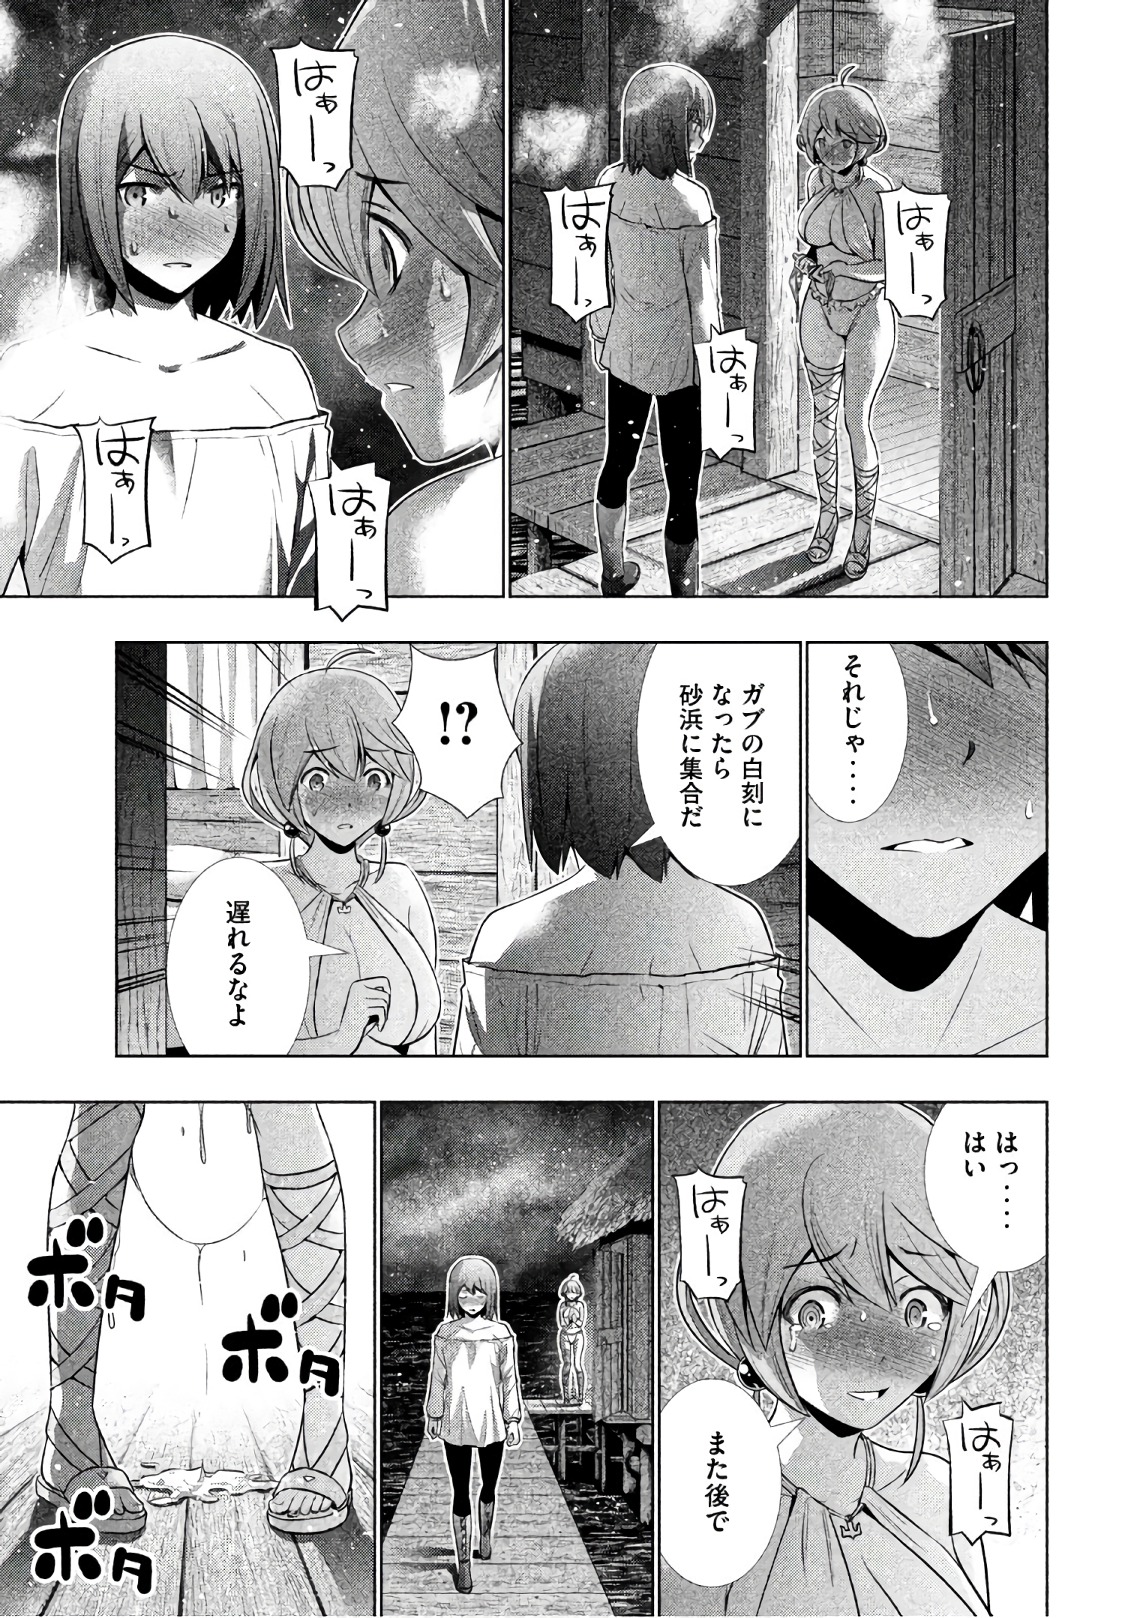 はぁーっ
はぁーっ
はぁーっ
はぁーっ
はぁーっ
はぁーっ
それじゃ‥‥
ガブの白刻に
なったら
砂浜に集合だ
!?
遅れるなよ
はっ‥‥
はい
はぁーっ
はぁーっ
また後で
ボタ
ボタ
ボタ